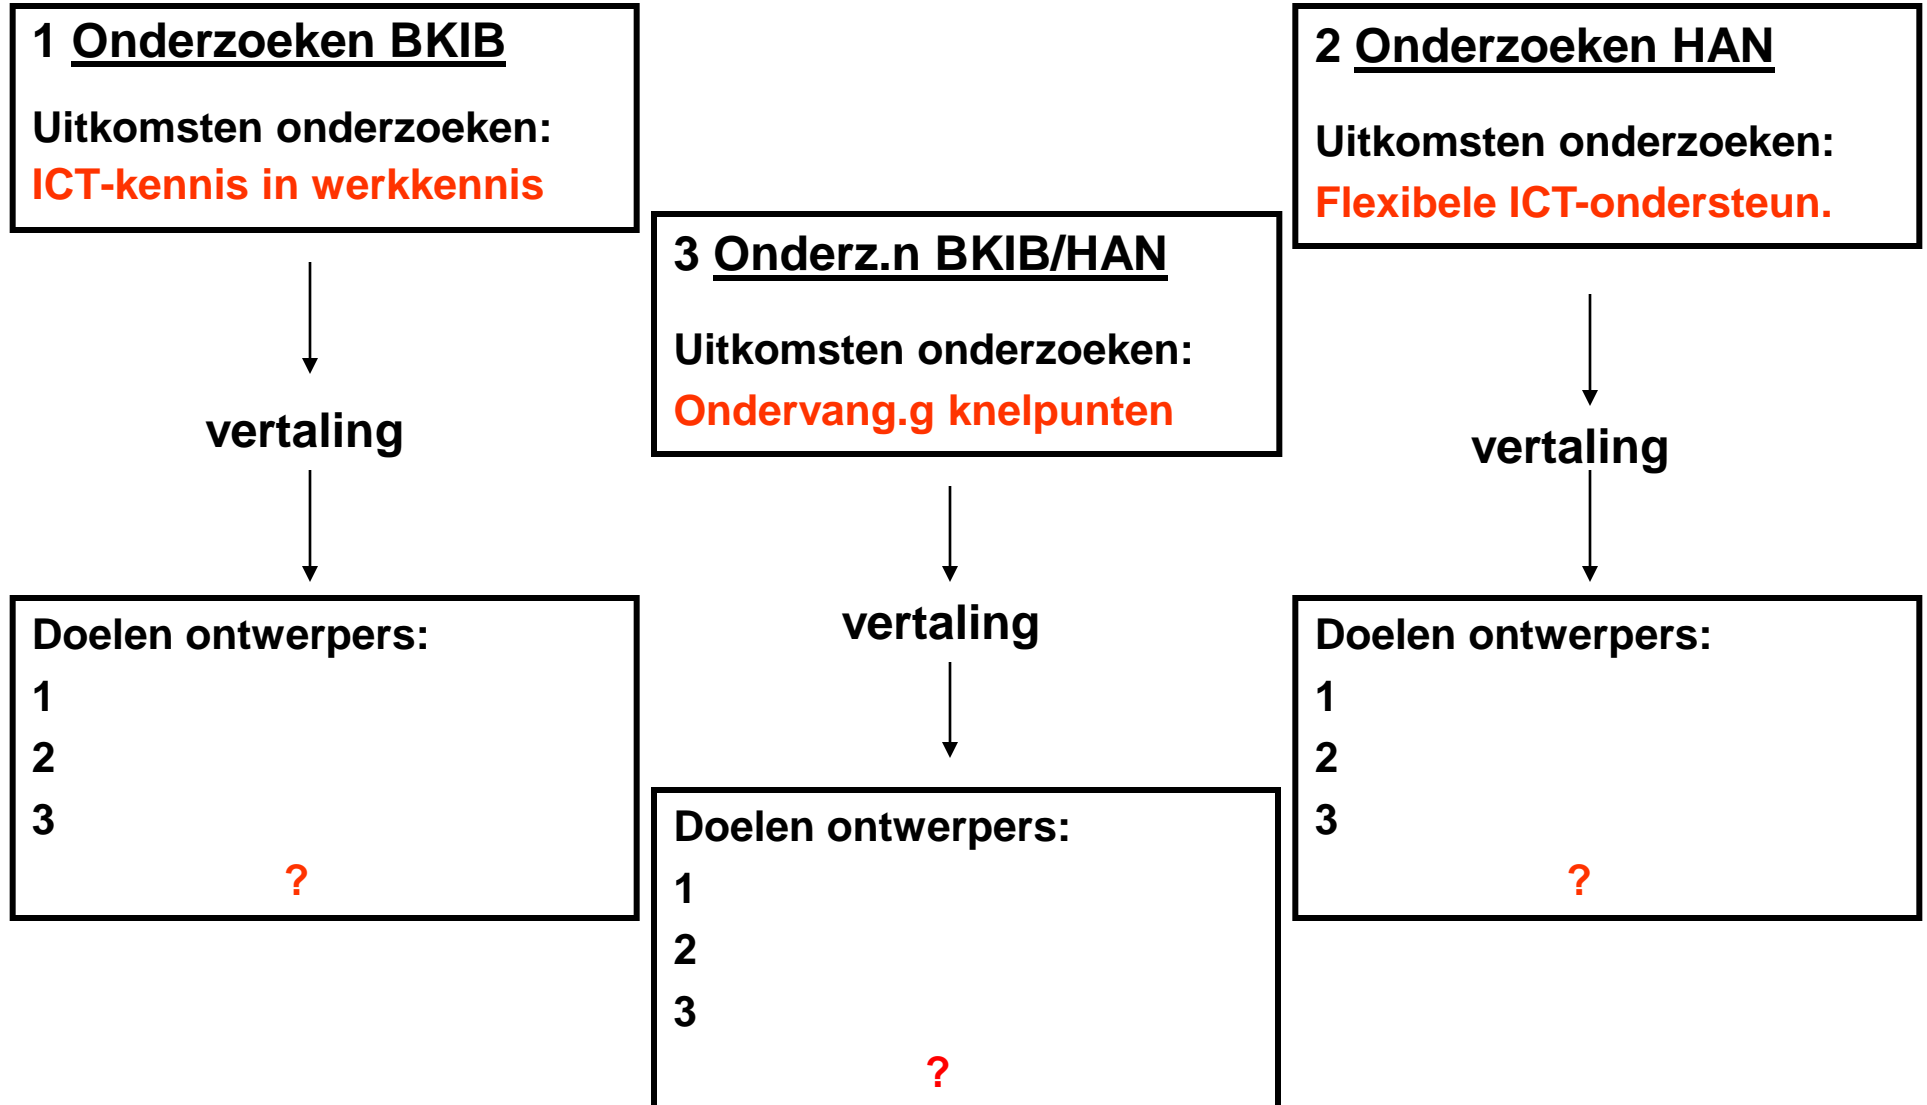 1 Onderzoeken BKIB
Uitkomsten onderzoeken:
ICT-kennis in werkkennis
vertaling
Doelen ontwerpers:
1
2
3
?
3 Onderz.n BKIB/HAN
Uitkomsten onderzoeken:
Ondervang.g knelpunten
vertaling
Doelen ontwerpers:
1
2
3
?
2 Onderzoeken HAN
Uitkomsten onderzoeken:
Flexibele ICT-ondersteun.
vertaling
Doelen ontwerpers:
1
2
3
?